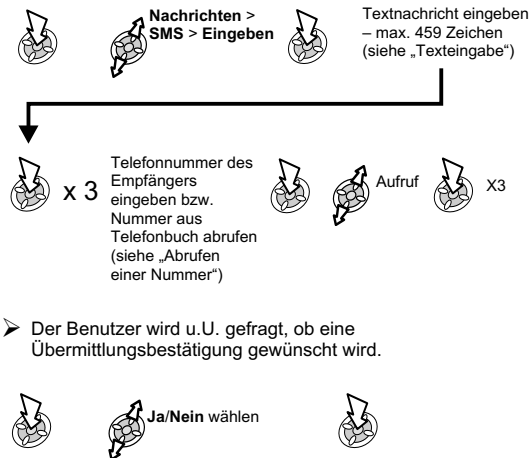 Nachrichten >
SMS > Eingeben
Textnachricht eingeben
– max. 459 Zeichen
(siehe „Texteingabe“)
x 3
Telefonnummer des
Empfängers
eingeben bzw.
Nummer aus
Telefonbuch abrufen
(siehe „Abrufen
einer Nummer“)
Aufruf
X3
➢ Der Benutzer wird u.U. gefragt, ob eine
Übermittlungsbestätigung gewünscht wird.
Ja/Nein wählen